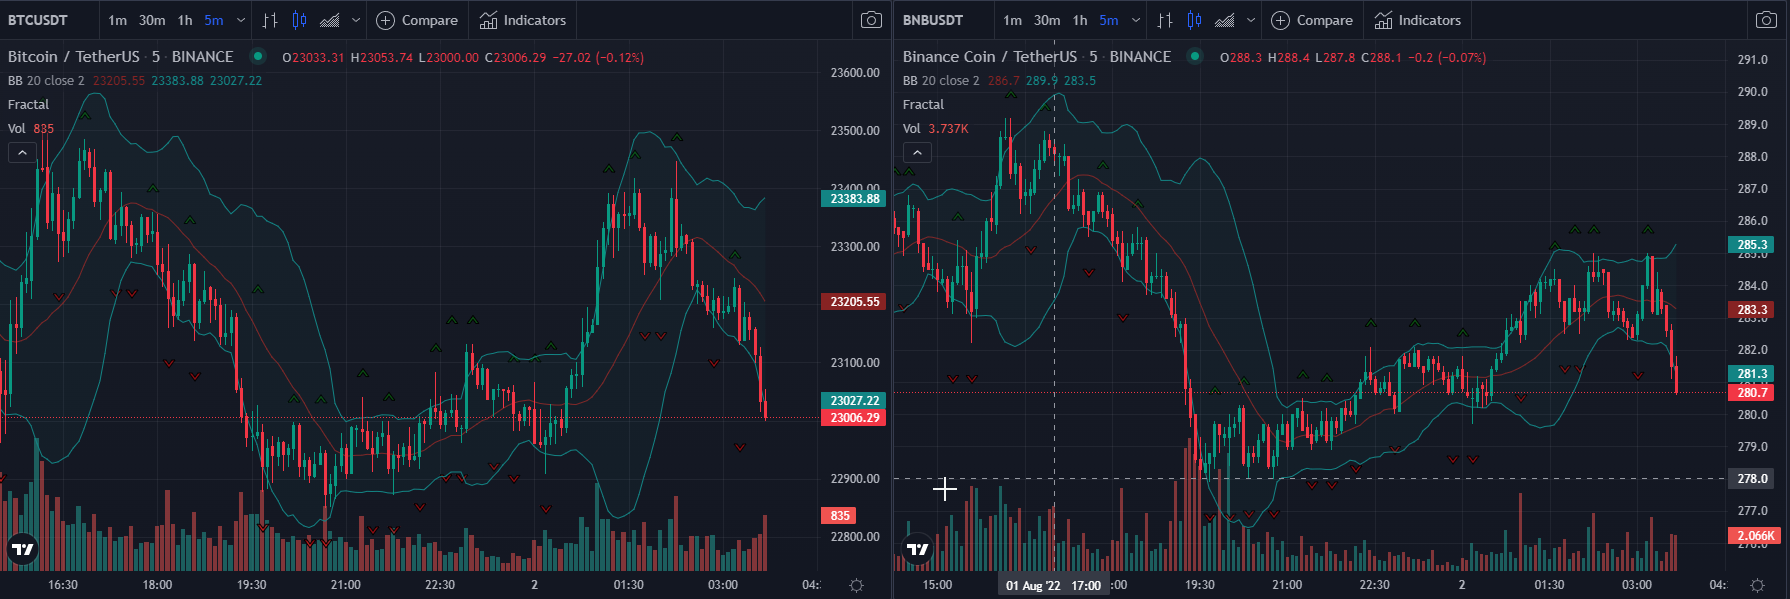 BTCUSDT 1m 30m 1h 5m Compare Indicators
Bitcoin / TetherUS · 5 · BINANCE O23033.31 H23053.74 L23000.00 C23006.29 −27.02 (−0.12%)
BB 20 close 2 23205.55 23383.88 23027.22
Fractal
Vol 835
23600.00
23500.00
23400.00
23383.88
23300.00
23205.55
23100.00
23027.22
23006.29
22900.00
835
22800.00
16:30 18:00 19:30 21:00 22:30 2 01:30 03:00 04:
BNBUSDT 1m 30m 1h 5m Compare Indicators
Binance Coin / TetherUS · 5 · BINANCE O288.3 H288.4 L287.8 C288.1 −0.2 (−0.07%)
BB 20 close 2 286.7 289.9 283.5
Fractal
Vol 3.737K
291.0
290.0
289.0
288.0
287.0
286.0
285.3
285.0
284.0
283.3
283.0
282.0
281.3
280.7
280.0
279.0
278.0
277.0
2.066K
15:00 01 Aug '22 17:00 :00 19:30 21:00 22:30 2 01:30 03:00 04: